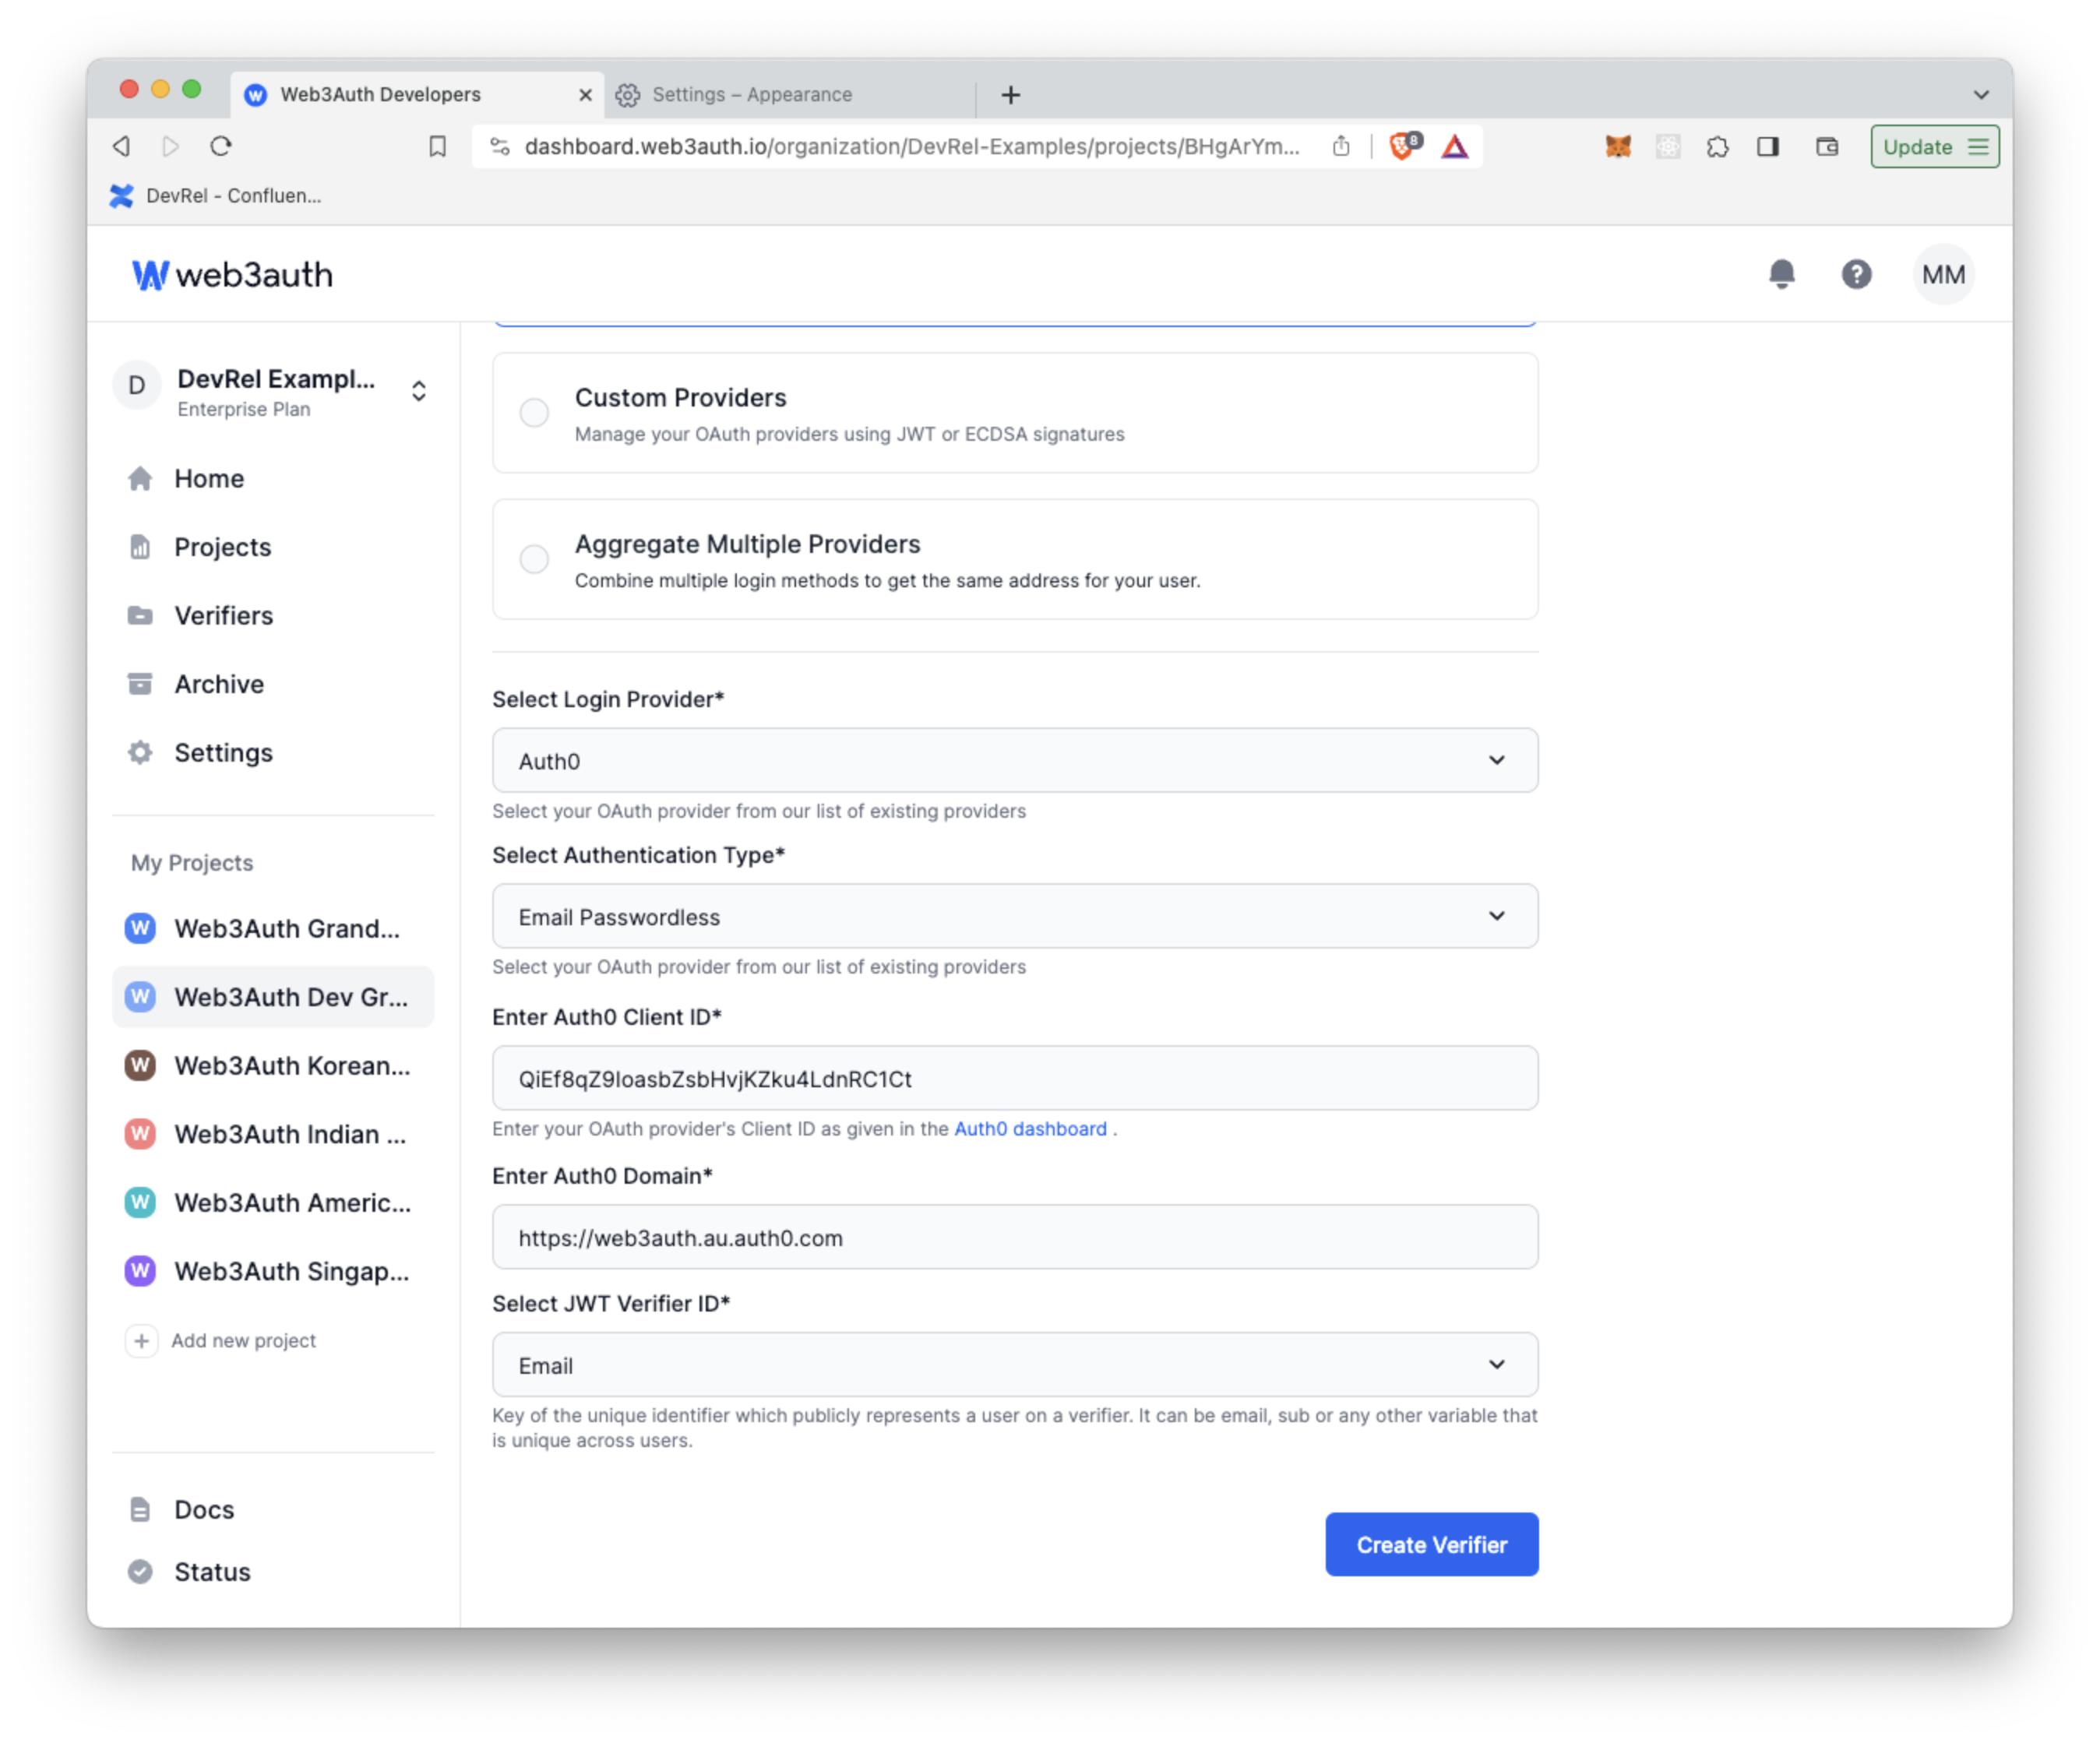 Web3Auth Developers
Settings – Appearance
dashboard.web3auth.io/organization/DevRel-Examples/projects/BHgArYm...
8
Update
DevRel - Confluen...
web3auth
MM
D
DevRel Exampl...
Enterprise Plan
Home
Projects
Verifiers
Archive
Settings
My Projects
W Web3Auth Grand...
W Web3Auth Dev Gr...
W Web3Auth Korean...
W Web3Auth Indian ...
W Web3Auth Americ...
W Web3Auth Singap...
Add new project
Docs
Status
Custom Providers
Manage your OAuth providers using JWT or ECDSA signatures
Aggregate Multiple Providers
Combine multiple login methods to get the same address for your user.
Select Login Provider*
Auth0
Select your OAuth provider from our list of existing providers
Select Authentication Type*
Email Passwordless
Select your OAuth provider from our list of existing providers
Enter Auth0 Client ID*
QiEf8qZ9IoasbZsbHvjKZku4LdnRC1Ct
Enter your OAuth provider's Client ID as given in the Auth0 dashboard .
Enter Auth0 Domain*
https://web3auth.au.auth0.com
Select JWT Verifier ID*
Email
Key of the unique identifier which publicly represents a user on a verifier. It can be email, sub or any other variable that
is unique across users.
Create Verifier